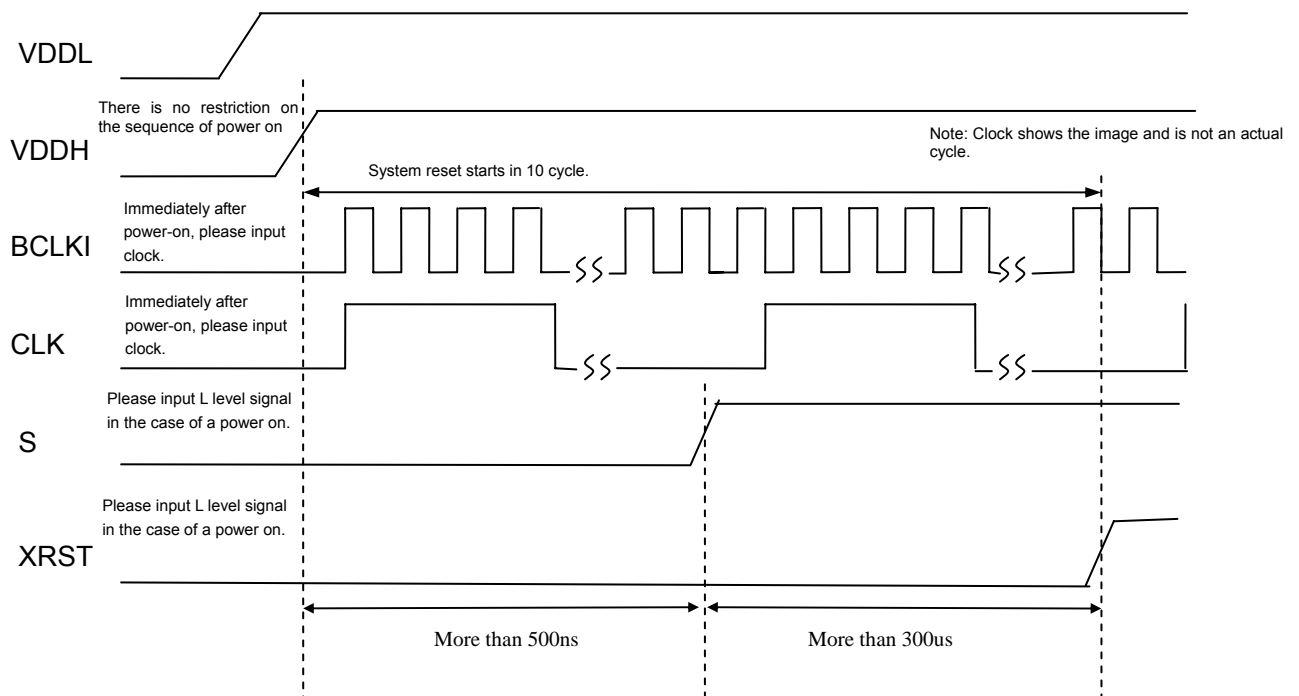 VDDL
There is no restriction on
the sequence of power on
VDDH
Note: Clock shows the image and is not an actual
cycle.
System reset starts in 10 cycle.
Immediately after
power-on, please input
clock.
BCLKI
Immediately after
power-on, please input
clock.
CLK
Please input L level signal
in the case of a power on.
S
Please input L level signal
in the case of a power on.
XRST
More than 500ns
More than 300us